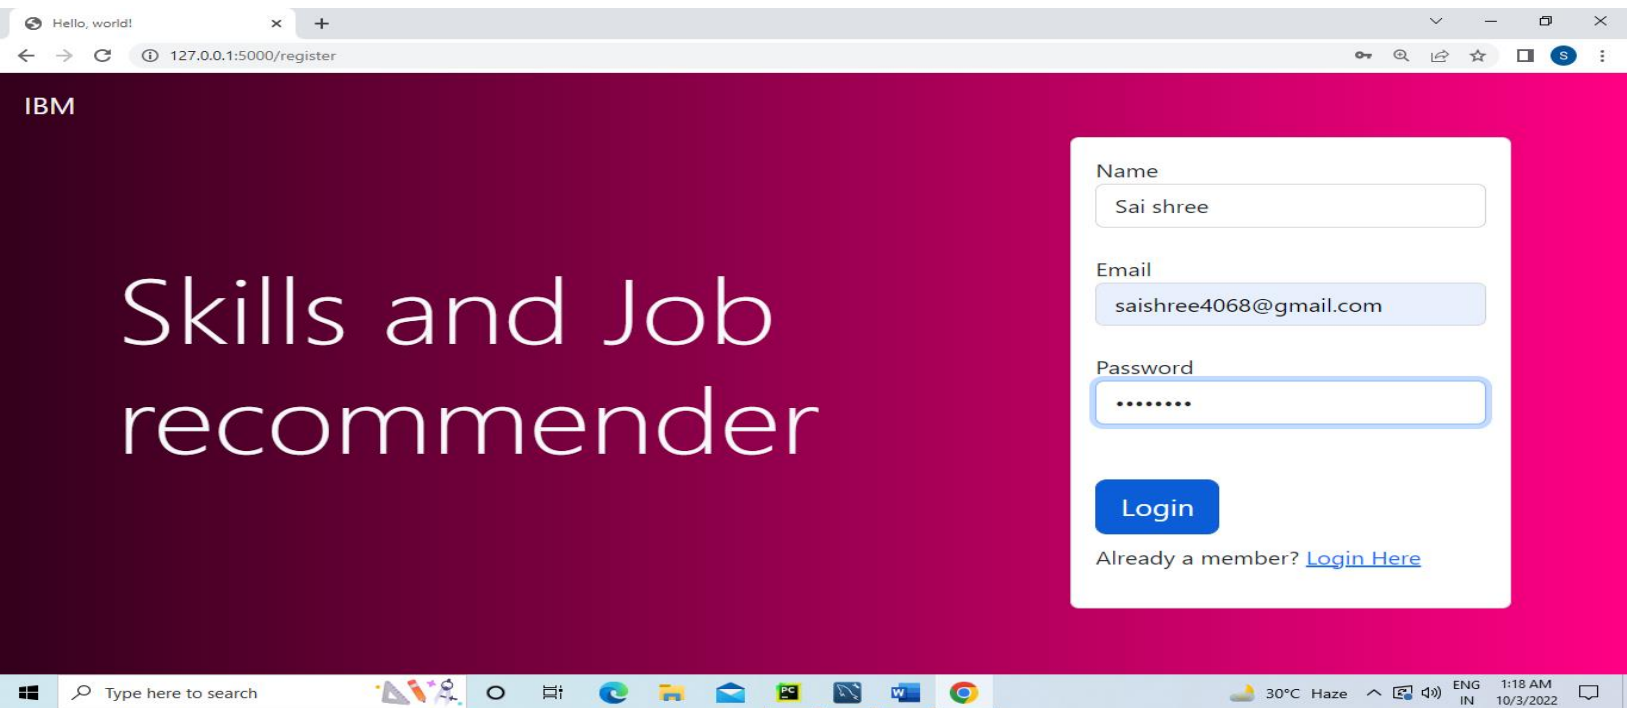 Hello, world!
127.0.0.1:5000/register
S
IBM
Name
Sai shree
Skills and Job
recommender
Email
saishree4068@gmail.com
Password
••••••••
Login
Already a member? Login Here
Type here to search
PC
W
30°C Haze
ENG
IN
1:18 AM
10/3/2022